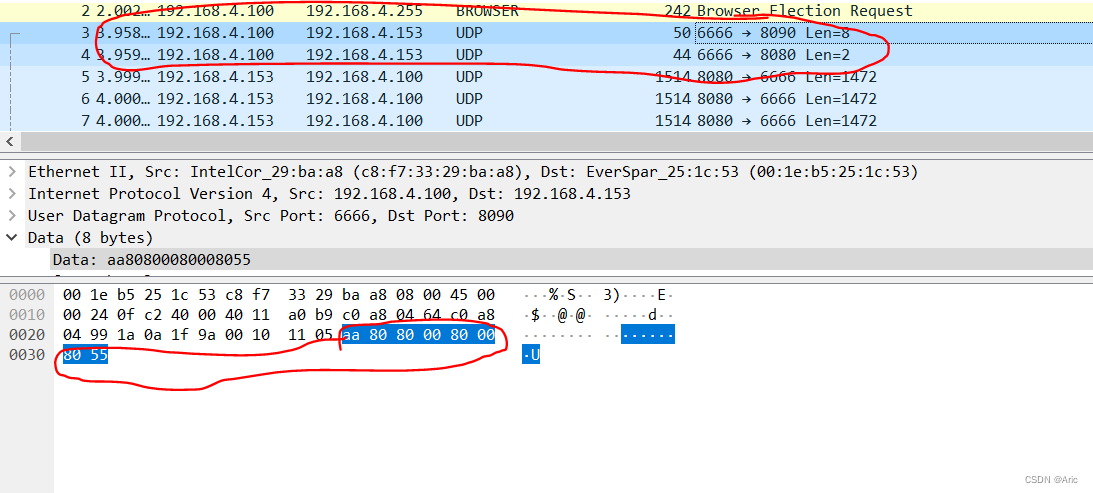 2 2.002… 192.168.4.100 192.168.4.255 BROWSER 242 Browser Election Request
3 3.958… 192.168.4.100 192.168.4.153 UDP 50 6666 → 8090 Len=8
4 3.959… 192.168.4.100 192.168.4.153 UDP 44 6666 → 8080 Len=2
5 3.999… 192.168.4.153 192.168.4.100 UDP 1514 8080 → 6666 Len=1472
6 4.000… 192.168.4.153 192.168.4.100 UDP 1514 8080 → 6666 Len=1472
7 4.000… 192.168.4.153 192.168.4.100 UDP 1514 8080 → 6666 Len=1472
Ethernet II, Src: IntelCor_29:ba:a8 (c8:f7:33:29:ba:a8), Dst: EverSpar_25:1c:53 (00:1e:b5:25:1c:53)
Internet Protocol Version 4, Src: 192.168.4.100, Dst: 192.168.4.153
User Datagram Protocol, Src Port: 6666, Dst Port: 8090
Data (8 bytes)
Data: aa80800080008055
0000 00 1e b5 25 1c 53 c8 f7 33 29 ba a8 08 00 45 00 ···%·S·· 3)····E·
0010 00 24 0f c2 40 00 40 11 a0 b9 c0 a8 04 64 c0 a8 ·$··@·@· ·····d··
0020 04 99 1a 0a 1f 9a 00 10 11 05 aa 80 80 00 80 00 ········ ········
0030 80 55 ·U
CSDN @Aric